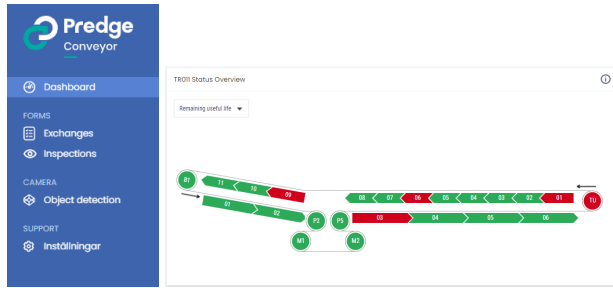 Predge
Conveyor
Dashboard
FORMS
Exchanges
Inspections
CAMERA
Object detection
SUPPORT
Inställningar
TR011 Status Overview
Remaining useful life
B1
11
10
09
08
07
06
05
04
03
02
01
TU
01
02
P2
P5
03
04
05
06
M1
M2